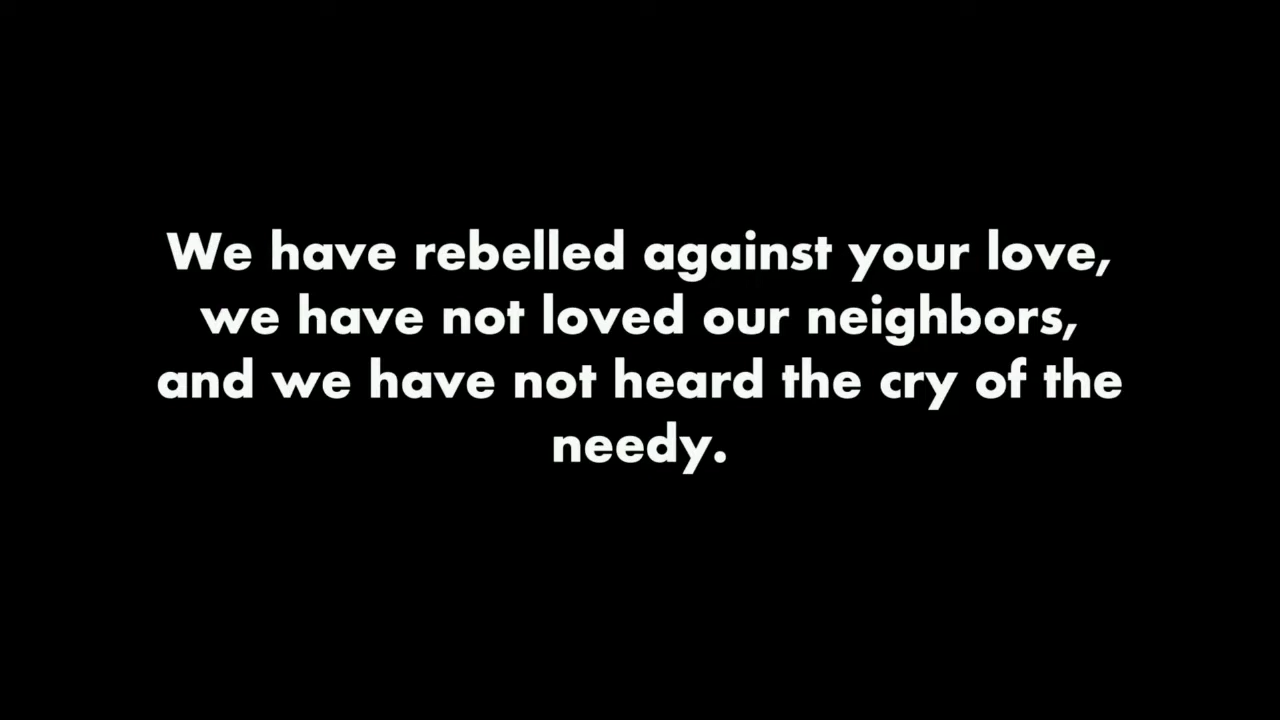 We have rebelled against your love,
we have not loved our neighbors,
and we have not heard the cry of the
needy.